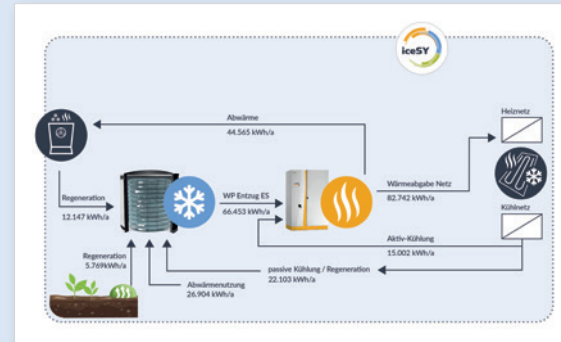 iceSY
Heiznetz
Abwärme
44.565 kWh/a
Regeneration
12.147 kWh/a
WP Entzug ES
66.453 kWh/a
Wärmeabgabe Netz
82.742 kWh/a
Kühlnetz
Aktiv-Kühlung
15.002 kWh/a
Regeneration
5.769kWh/a
passive Kühlung / Regeneration
22.103 kWh/a
Abwärmenutzung
26.904 kWh/a